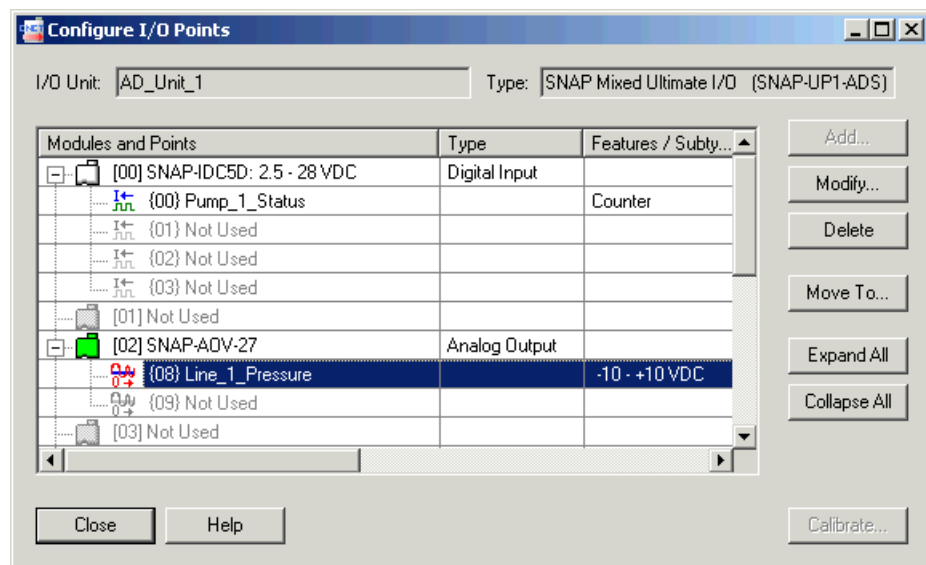 Configure I/O Points
I/O Unit: AD_Unit_1 Type: SNAP Mixed Ultimate I/O (SNAP-UP1-ADS)
Modules and Points Type Features / Subty... Add...
[00] SNAP-IDC5D: 2.5 - 28 VDC Digital Input
Modify...
{00} Pump_1_Status Counter
{01} Not Used Delete
{02} Not Used
{03} Not Used Move To...
[01] Not Used
[02] SNAP-AOV-27 Analog Output
Expand All
{08} Line_1_Pressure -10 - +10 VDC
{09} Not Used Collapse All
[03] Not Used
Close Help Calibrate...